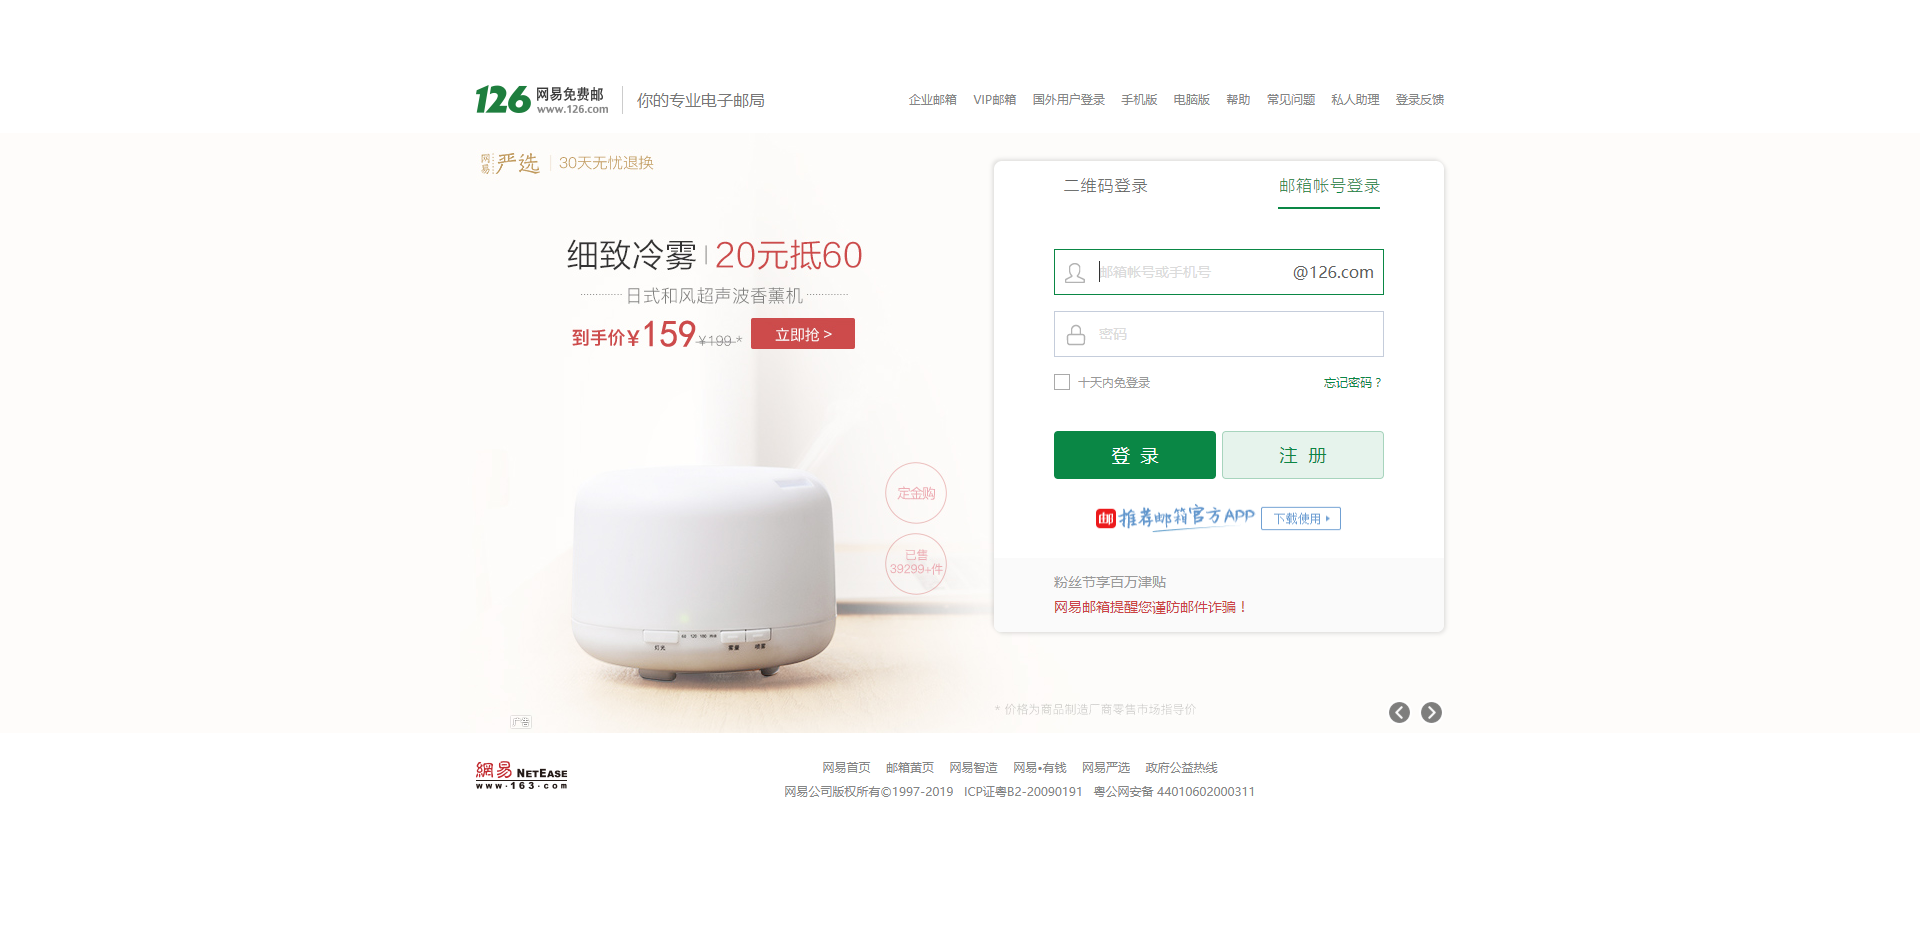 126 网易免费邮
www.126.com
你的专业电子邮局
企业邮箱 VIP邮箱 国外用户登录 手机版 电脑版 帮助 常见问题 私人助理 登录反馈
网易严选 30天无忧退换
细致冷雾 20元抵60
日式和风超声波香薰机
到手价¥159 ¥199 * 立即抢 >
定金购
已售
39299+件
灯光 60 120 180 雾量 喷雾
广告
二维码登录 邮箱帐号登录
邮箱帐号或手机号 @126.com
密码
十天内免登录 忘记密码？
登 录 注 册
邮 推荐邮箱官方APP 下载使用
粉丝节享百万津贴
网易邮箱提醒您谨防邮件诈骗！
* 价格为商品制造厂商零售市场指导价
網易 NETEASE
www.163.com
网易首页 邮箱黄页 网易智造 网易•有钱 网易严选 政府公益热线
网易公司版权所有©1997-2019 ICP证粤B2-20090191 粤公网安备 44010602000311